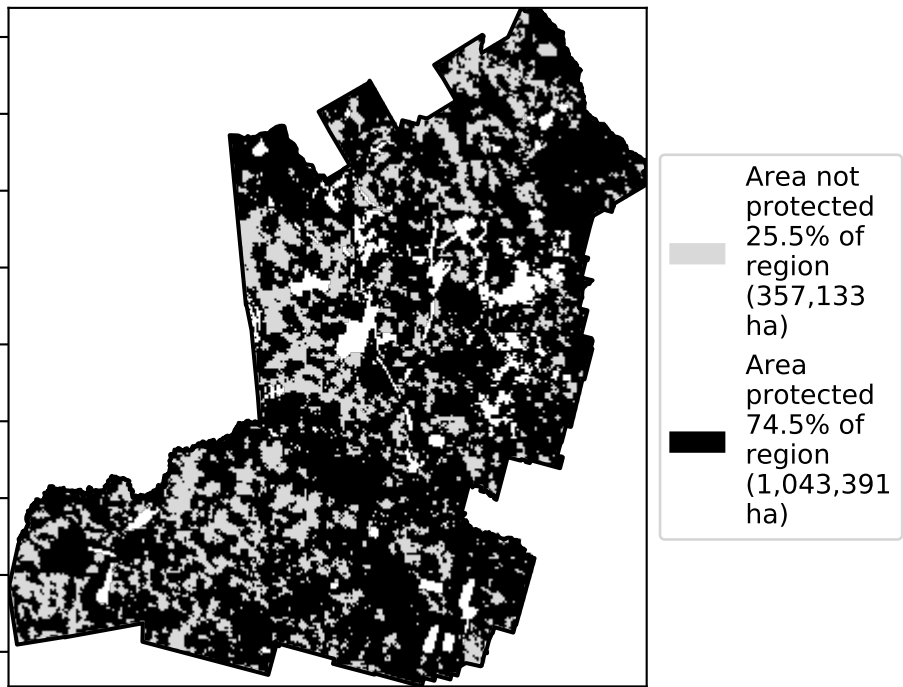 Area not
protected
25.5% of
region
(357,133
ha)
Area
protected
74.5% of
region
(1,043,391
ha)